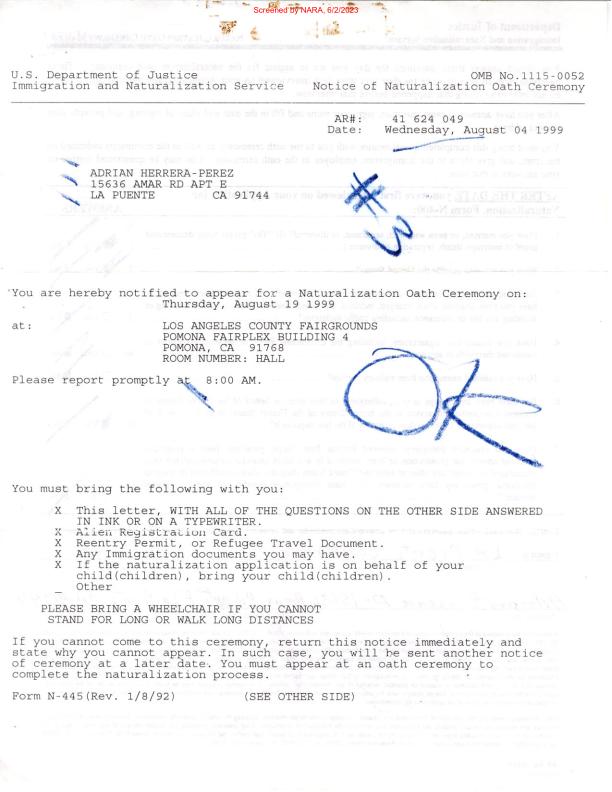 Screened by NARA, 6/2/2023
U.S. Department of Justice OMB No.1115-0052
Immigration and Naturalization Service Notice of Naturalization Oath Ceremony
AR#: 41 624 049
Date: Wednesday, August 04 1999
ADRIAN HERRERA-PEREZ
15636 AMAR RD APT E
LA PUENTE CA 91744
#3
You are hereby notified to appear for a Naturalization Oath Ceremony on:
Thursday, August 19 1999
at: LOS ANGELES COUNTY FAIRGROUNDS
POMONA FAIRPLEX BUILDING 4
POMONA, CA 91768
ROOM NUMBER: HALL
Please report promptly at 8:00 AM.
OK
You must bring the following with you:
X This letter, WITH ALL OF THE QUESTIONS ON THE OTHER SIDE ANSWERED
IN INK OR ON A TYPEWRITER.
X Alien Registration Card.
X Reentry Permit, or Refugee Travel Document.
X Any Immigration documents you may have.
X If the naturalization application is on behalf of your
child(children), bring your child(children).
_ Other
PLEASE BRING A WHEELCHAIR IF YOU CANNOT
STAND FOR LONG OR WALK LONG DISTANCES
If you cannot come to this ceremony, return this notice immediately and
state why you cannot appear. In such case, you will be sent another notice
of ceremony at a later date. You must appear at an oath ceremony to
complete the naturalization process.
Form N-445(Rev. 1/8/92) (SEE OTHER SIDE)